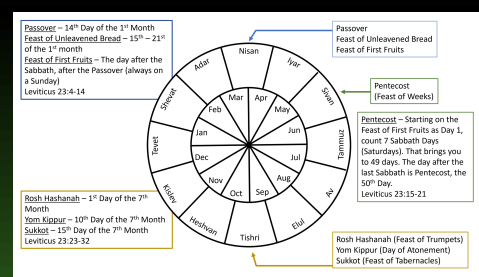 Passover – 14th Day of the 1st Month
Feast of Unleavened Bread – 15th – 21st
of the 1st month
Feast of First Fruits – The day after the
Sabbath, after the Passover (always on
a Sunday)
Leviticus 23:4-14
Passover
Feast of Unleavened Bread
Feast of First Fruits
Pentecost
(Feast of Weeks)
Pentecost – Starting on the
Feast of First Fruits as Day 1,
count 7 Sabbath Days
(Saturdays). That brings you
to 49 days. The day after the
last Sabbath is Pentecost, the
50th Day.
Leviticus 23:15-21
Nisan
Iyar
Sivan
Tammuz
Av
Elul
Tishri
Heshvan
Kislev
Tevet
Shevat
Adar
Apr
May
Jun
Jul
Aug
Sep
Oct
Nov
Dec
Jan
Feb
Mar
Rosh Hashanah – 1st Day of the 7th
Month
Yom Kippur – 10th Day of the 7th Month
Sukkot – 15th Day of the 7th Month
Leviticus 23:23-32
Rosh Hashanah (Feast of Trumpets)
Yom Kippur (Day of Atonement)
Sukkot (Feast of Tabernacles)